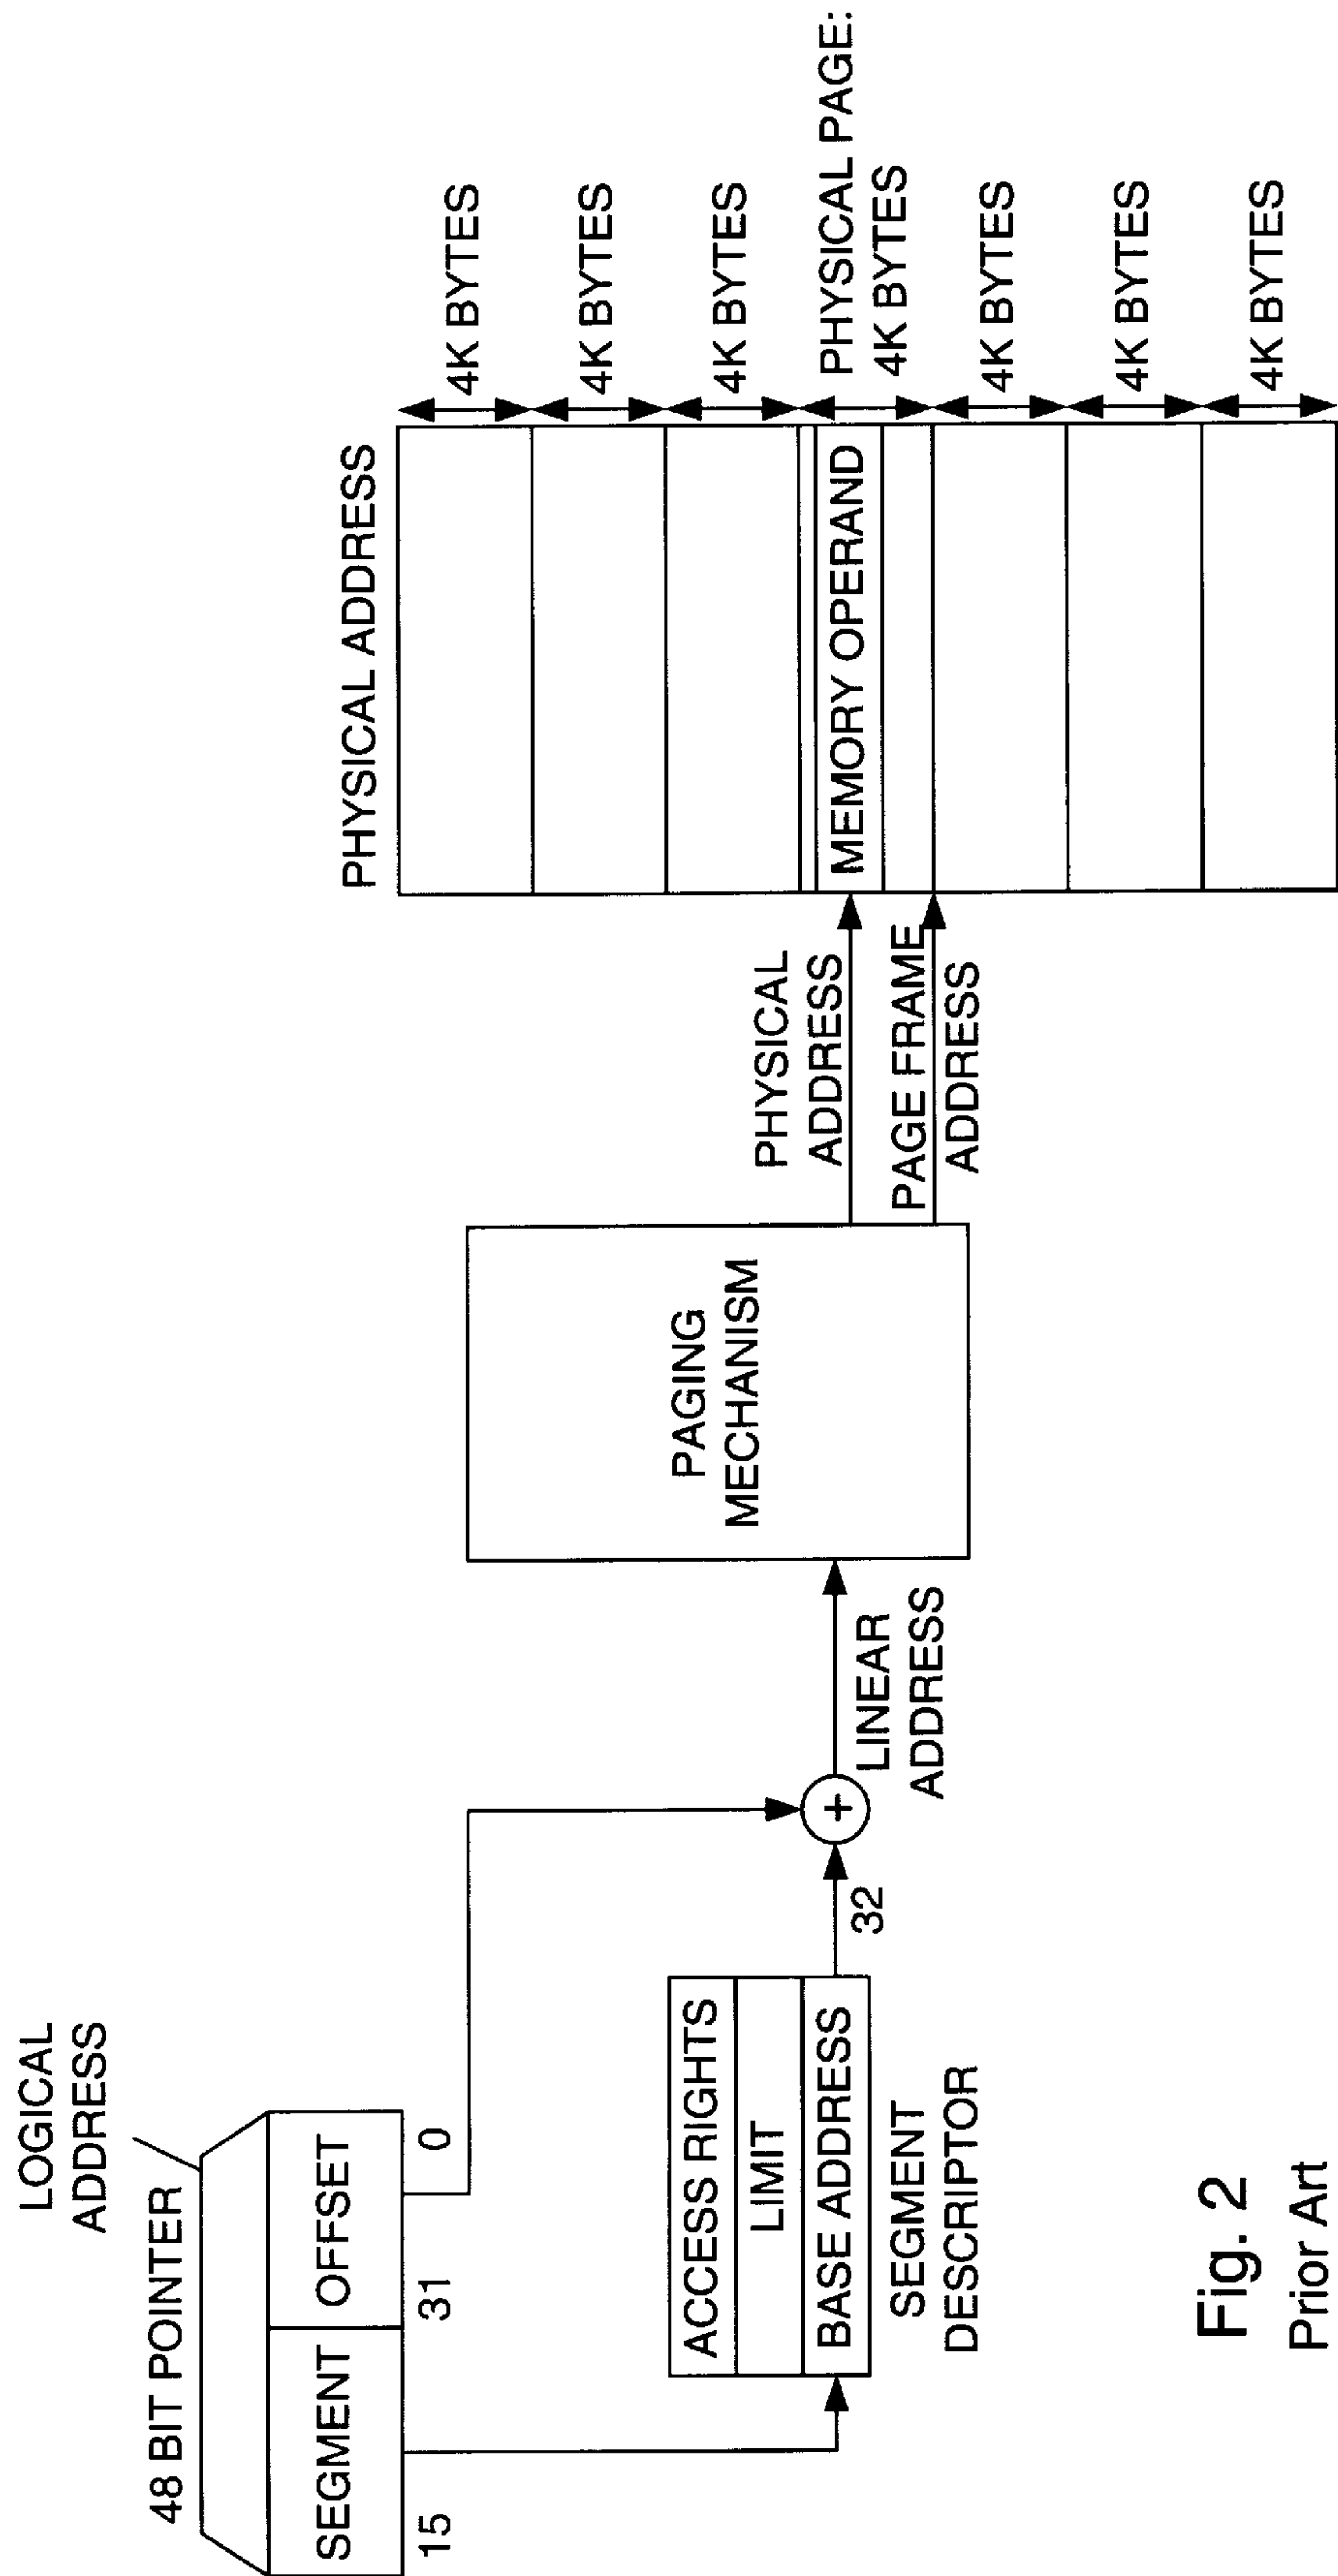 LOGICAL
ADDRESS
48 BIT POINTER
SEGMENT
OFFSET
15
31
0
ACCESS RIGHTS
LIMIT
BASE ADDRESS
SEGMENT
DESCRIPTOR
32
+
LINEAR
ADDRESS
PAGING
MECHANISM
PHYSICAL
ADDRESS
PAGE FRAME
ADDRESS
PHYSICAL ADDRESS
MEMORY OPERAND
4K BYTES
4K BYTES
4K BYTES
PHYSICAL PAGE:
4K BYTES
4K BYTES
4K BYTES
4K BYTES
Fig. 2
Prior Art